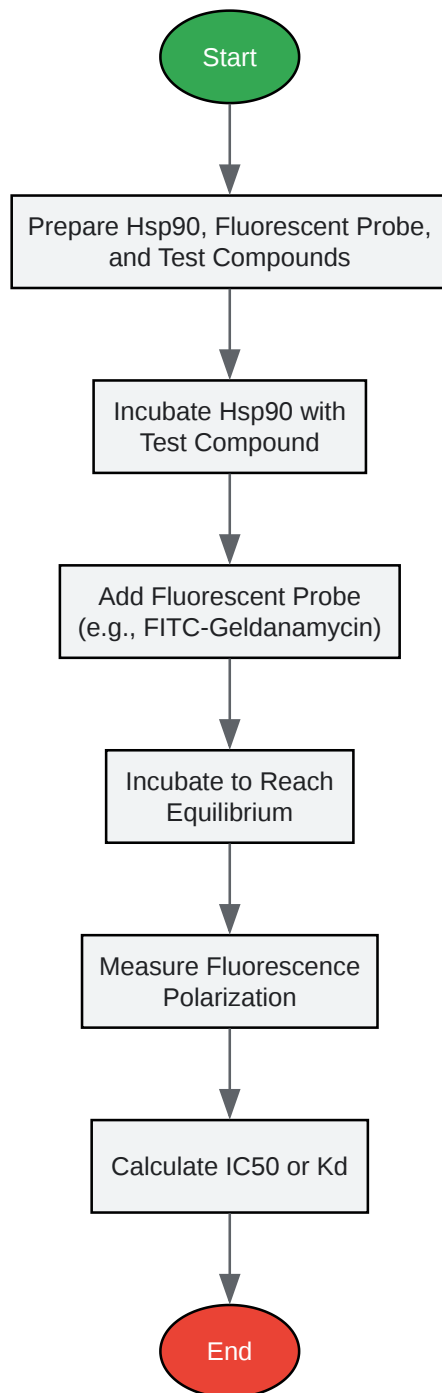 Start
Prepare Hsp90, Fluorescent Probe,
and Test Compounds
Incubate Hsp90 with
Test Compound
Add Fluorescent Probe
(e.g., FITC-Geldanamycin)
Incubate to Reach
Equilibrium
Measure Fluorescence
Polarization
Calculate IC50 or Kd
End